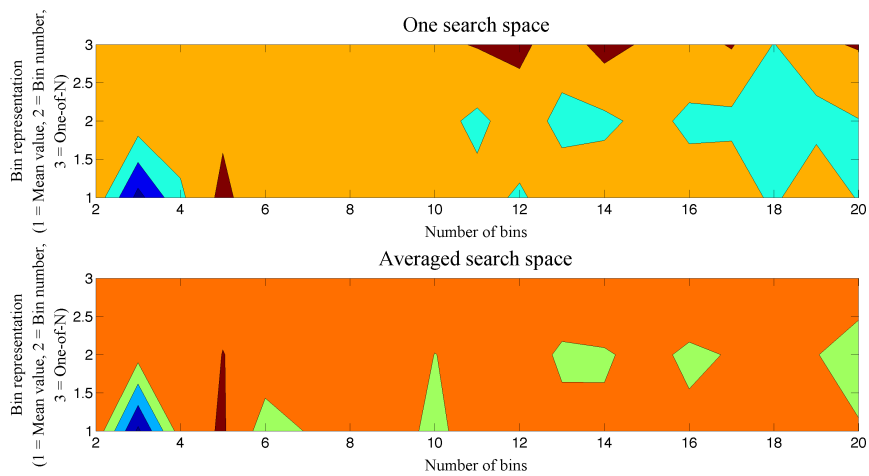 One search space
Bin representation
(1 = Mean value, 2 = Bin number,
3 = One-of-N)
3
2.5
2
1.5
1
2 4 6 8 10 12 14 16 18 20
Number of bins
Averaged search space
Bin representation
(1 = Mean value, 2 = Bin number,
3 = One-of-N)
3
2.5
2
1.5
1
2 4 6 8 10 12 14 16 18 20
Number of bins